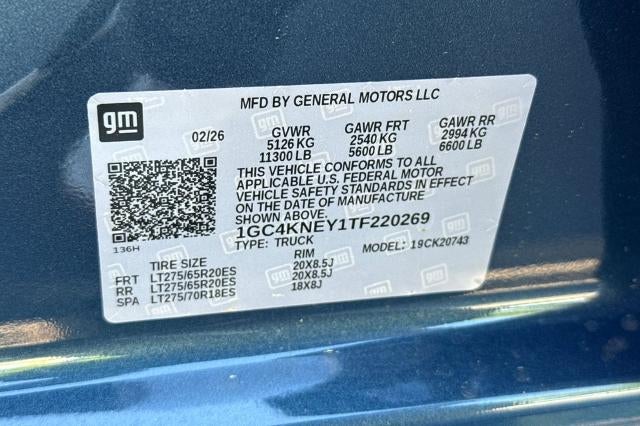 gm
MFD BY GENERAL MOTORS LLC
02/26 GVWR GAWR FRT GAWR RR
5126 KG 2540 KG 2994 KG
11300 LB 5600 LB 6600 LB
THIS VEHICLE CONFORMS TO ALL
APPLICABLE U.S. FEDERAL MOTOR
VEHICLE SAFETY STANDARDS IN EFFECT
ON THE DATE OF MANUFACTURE
SHOWN ABOVE.
136H 1GC4KNEY1TF220269
TYPE: TRUCK MODEL: 19CK20743
TIRE SIZE RIM
FRT LT275/65R20ES 20X8.5J
RR LT275/65R20ES 20X8.5J
SPA LT275/70R18ES 18X8J